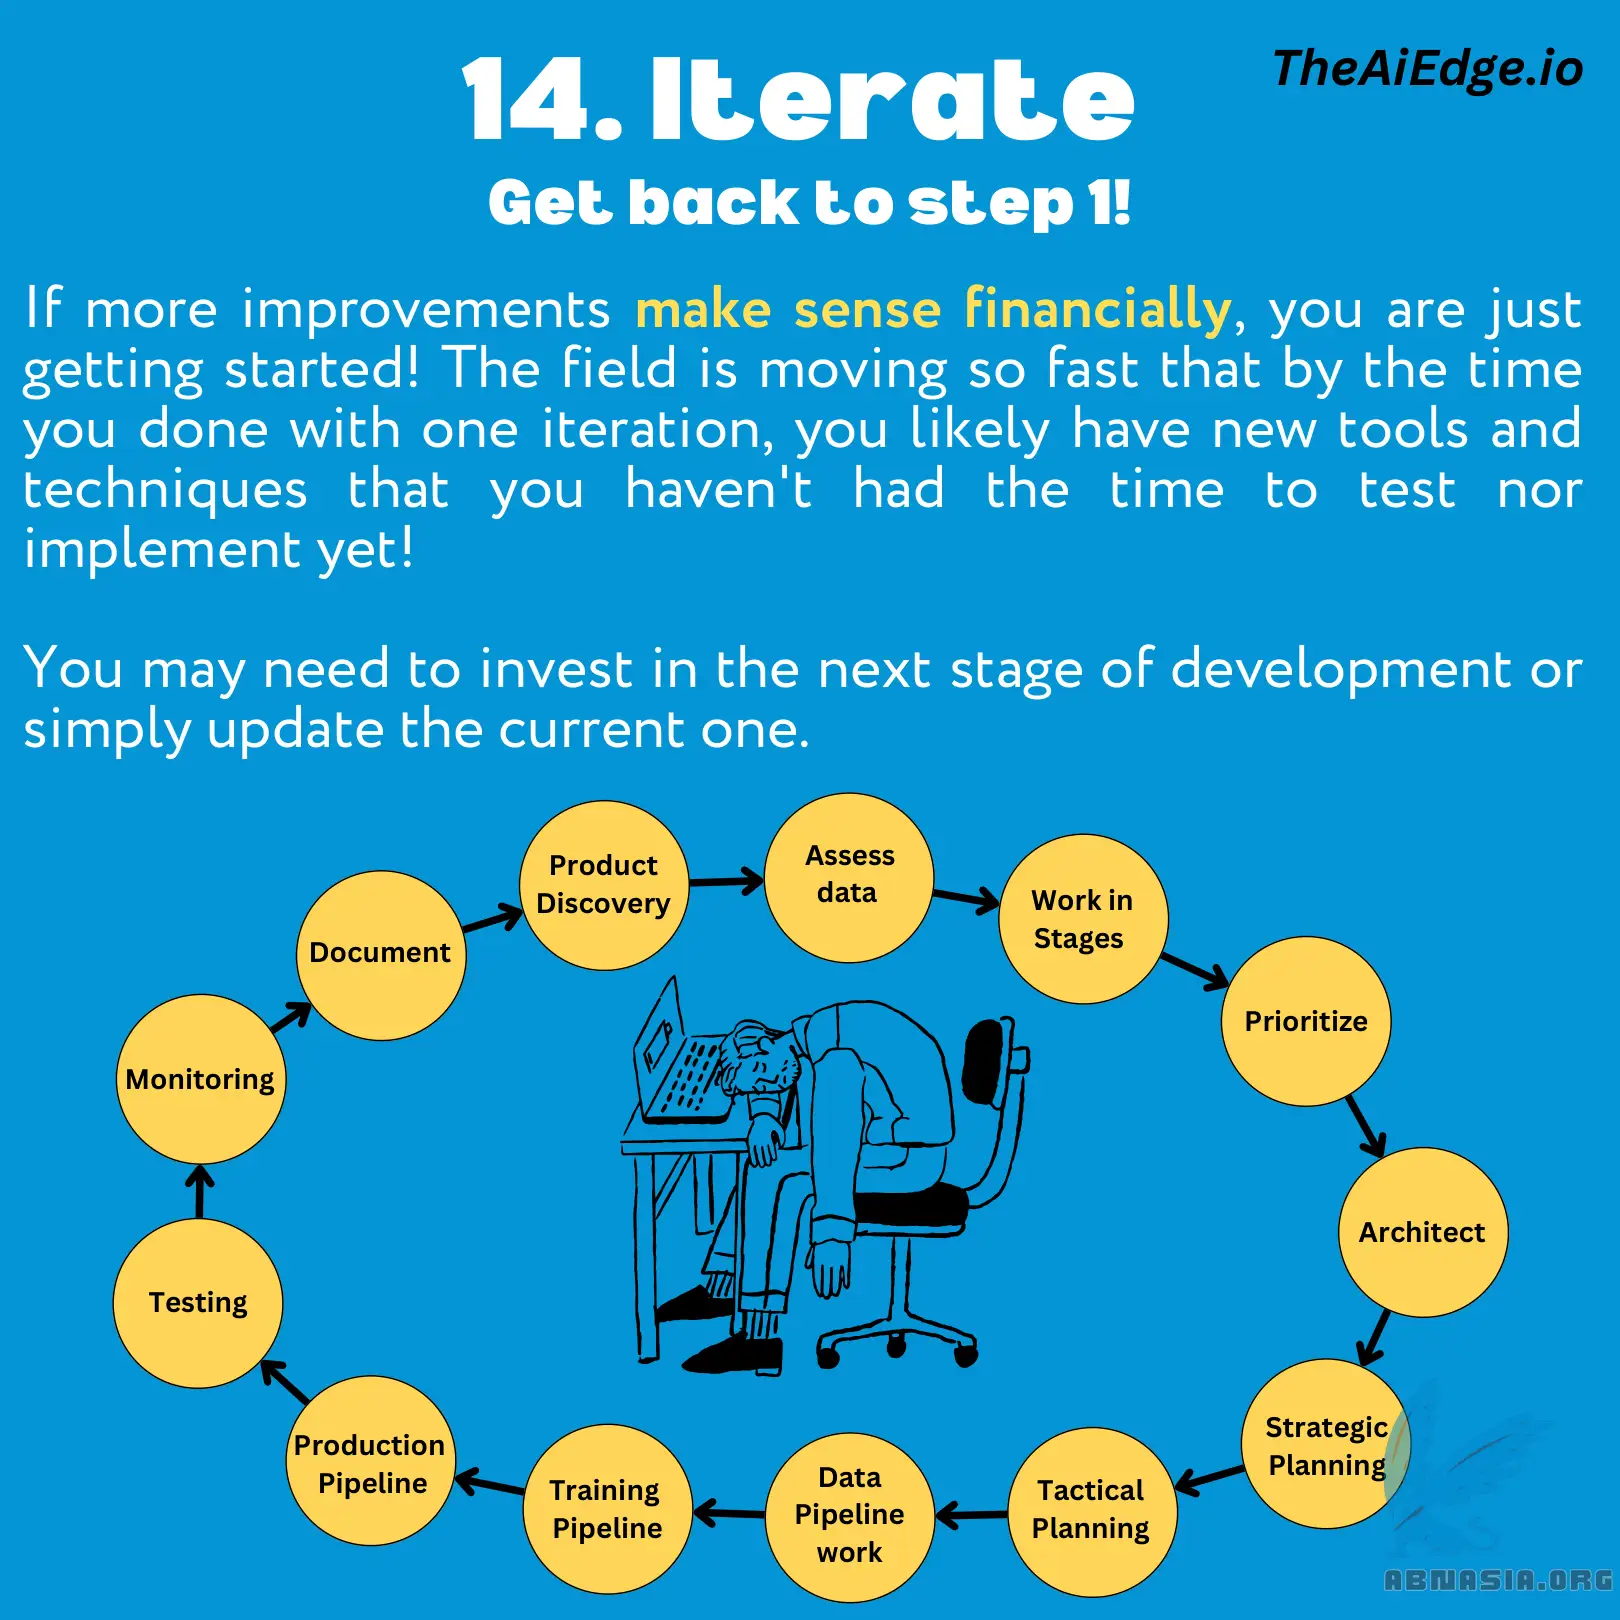 14. Iterate
TheAiEdge.io
Get back to step 1!
If more improvements make sense financially, you are just
getting started! The field is moving so fast that by the time
you done with one iteration, you likely have new tools and
techniques that you haven't had the time to test nor
implement yet!
You may need to invest in the next stage of development or
simply update the current one.
Product
Discovery
Assess
data
Work in
Stages
Prioritize
Architect
Strategic
Planning
Tactical
Planning
Data
Pipeline
work
Training
Pipeline
Production
Pipeline
Testing
Monitoring
Document
ABNASIA.ORG